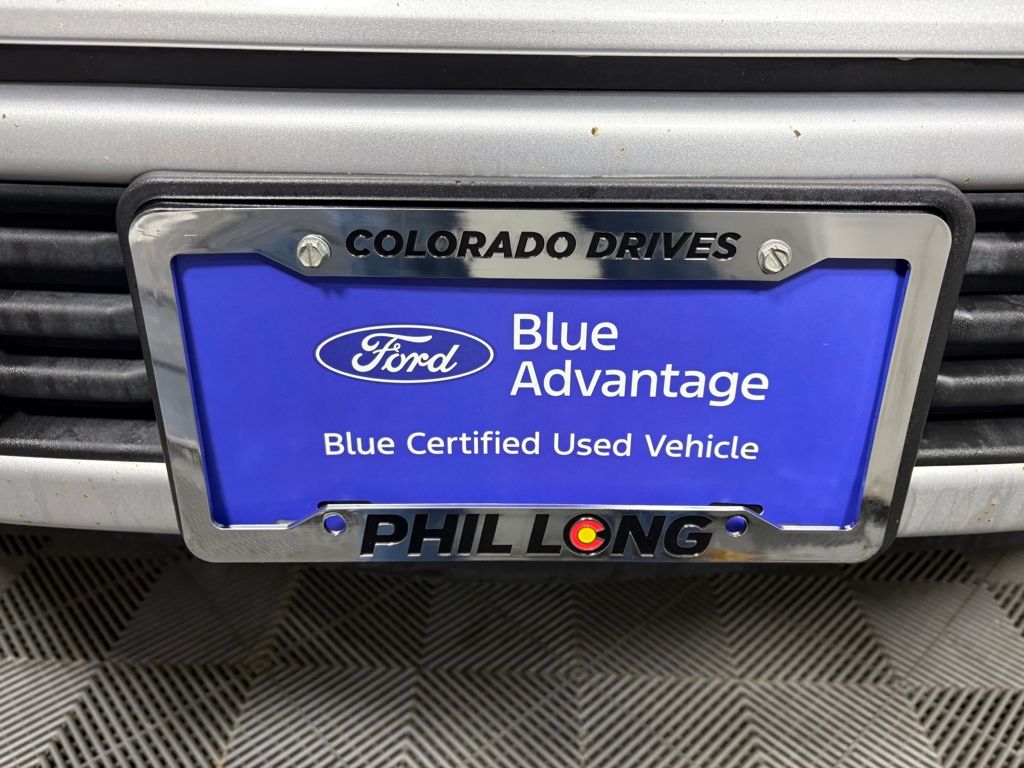 COLORADO DRIVES
Ford
Blue
Advantage
Blue Certified Used Vehicle
PHIL LONG